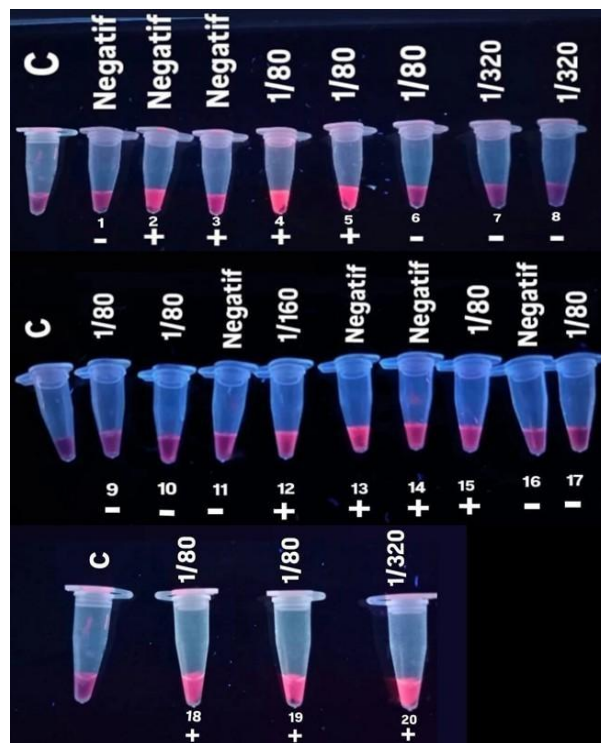 C Negatif Negatif Negatif 1/80 1/80 1/80 1/320 1/320
1 2 3 4 5 6 7 8
- + + + + - - -
C 1/80 1/80 Negatif 1/160 Negatif Negatif 1/80 Negatif 1/80
9 10 11 12 13 14 15 16 17
- - - + + + + - -
C 1/80 1/80 1/320
18 19 20
+ + +